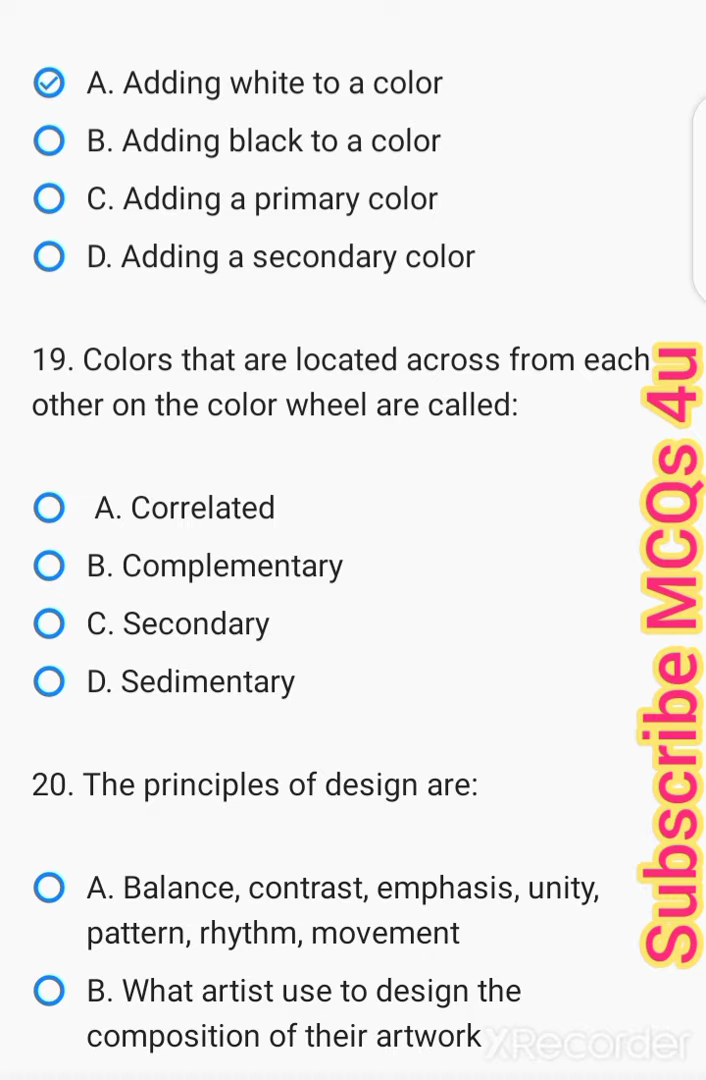 A. Adding white to a color
B. Adding black to a color
C. Adding a primary color
D. Adding a secondary color
19. Colors that are located across from each
other on the color wheel are called:
A. Correlated
B. Complementary
C. Secondary
D. Sedimentary
20. The principles of design are:
A. Balance, contrast, emphasis, unity,
pattern, rhythm, movement
B. What artist use to design the
composition of their artwork
Subscribe MCQs 4u
XRecorder